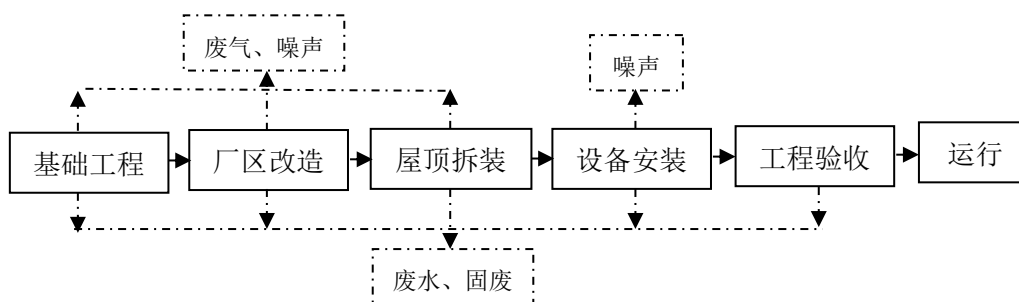 废气、噪声
噪声
基础工程
厂区改造
屋顶拆装
设备安装
工程验收
运行
废水、固废